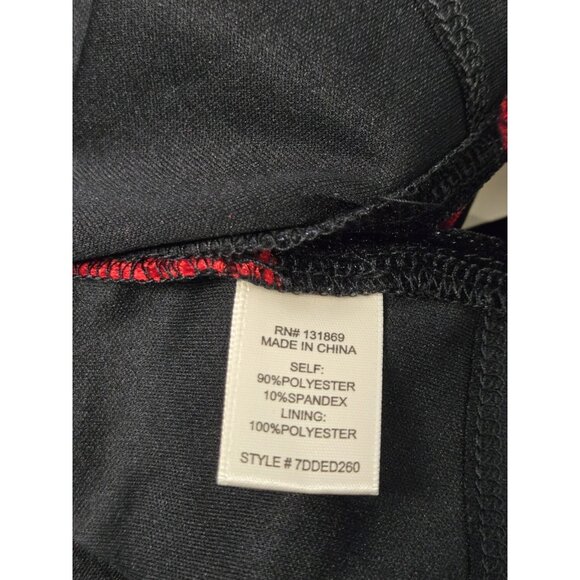 RN# 131869
MADE IN CHINA
SELF:
90%POLYESTER
10%SPANDEX
LINING:
100%POLYESTER
STYLE # 7DDED260